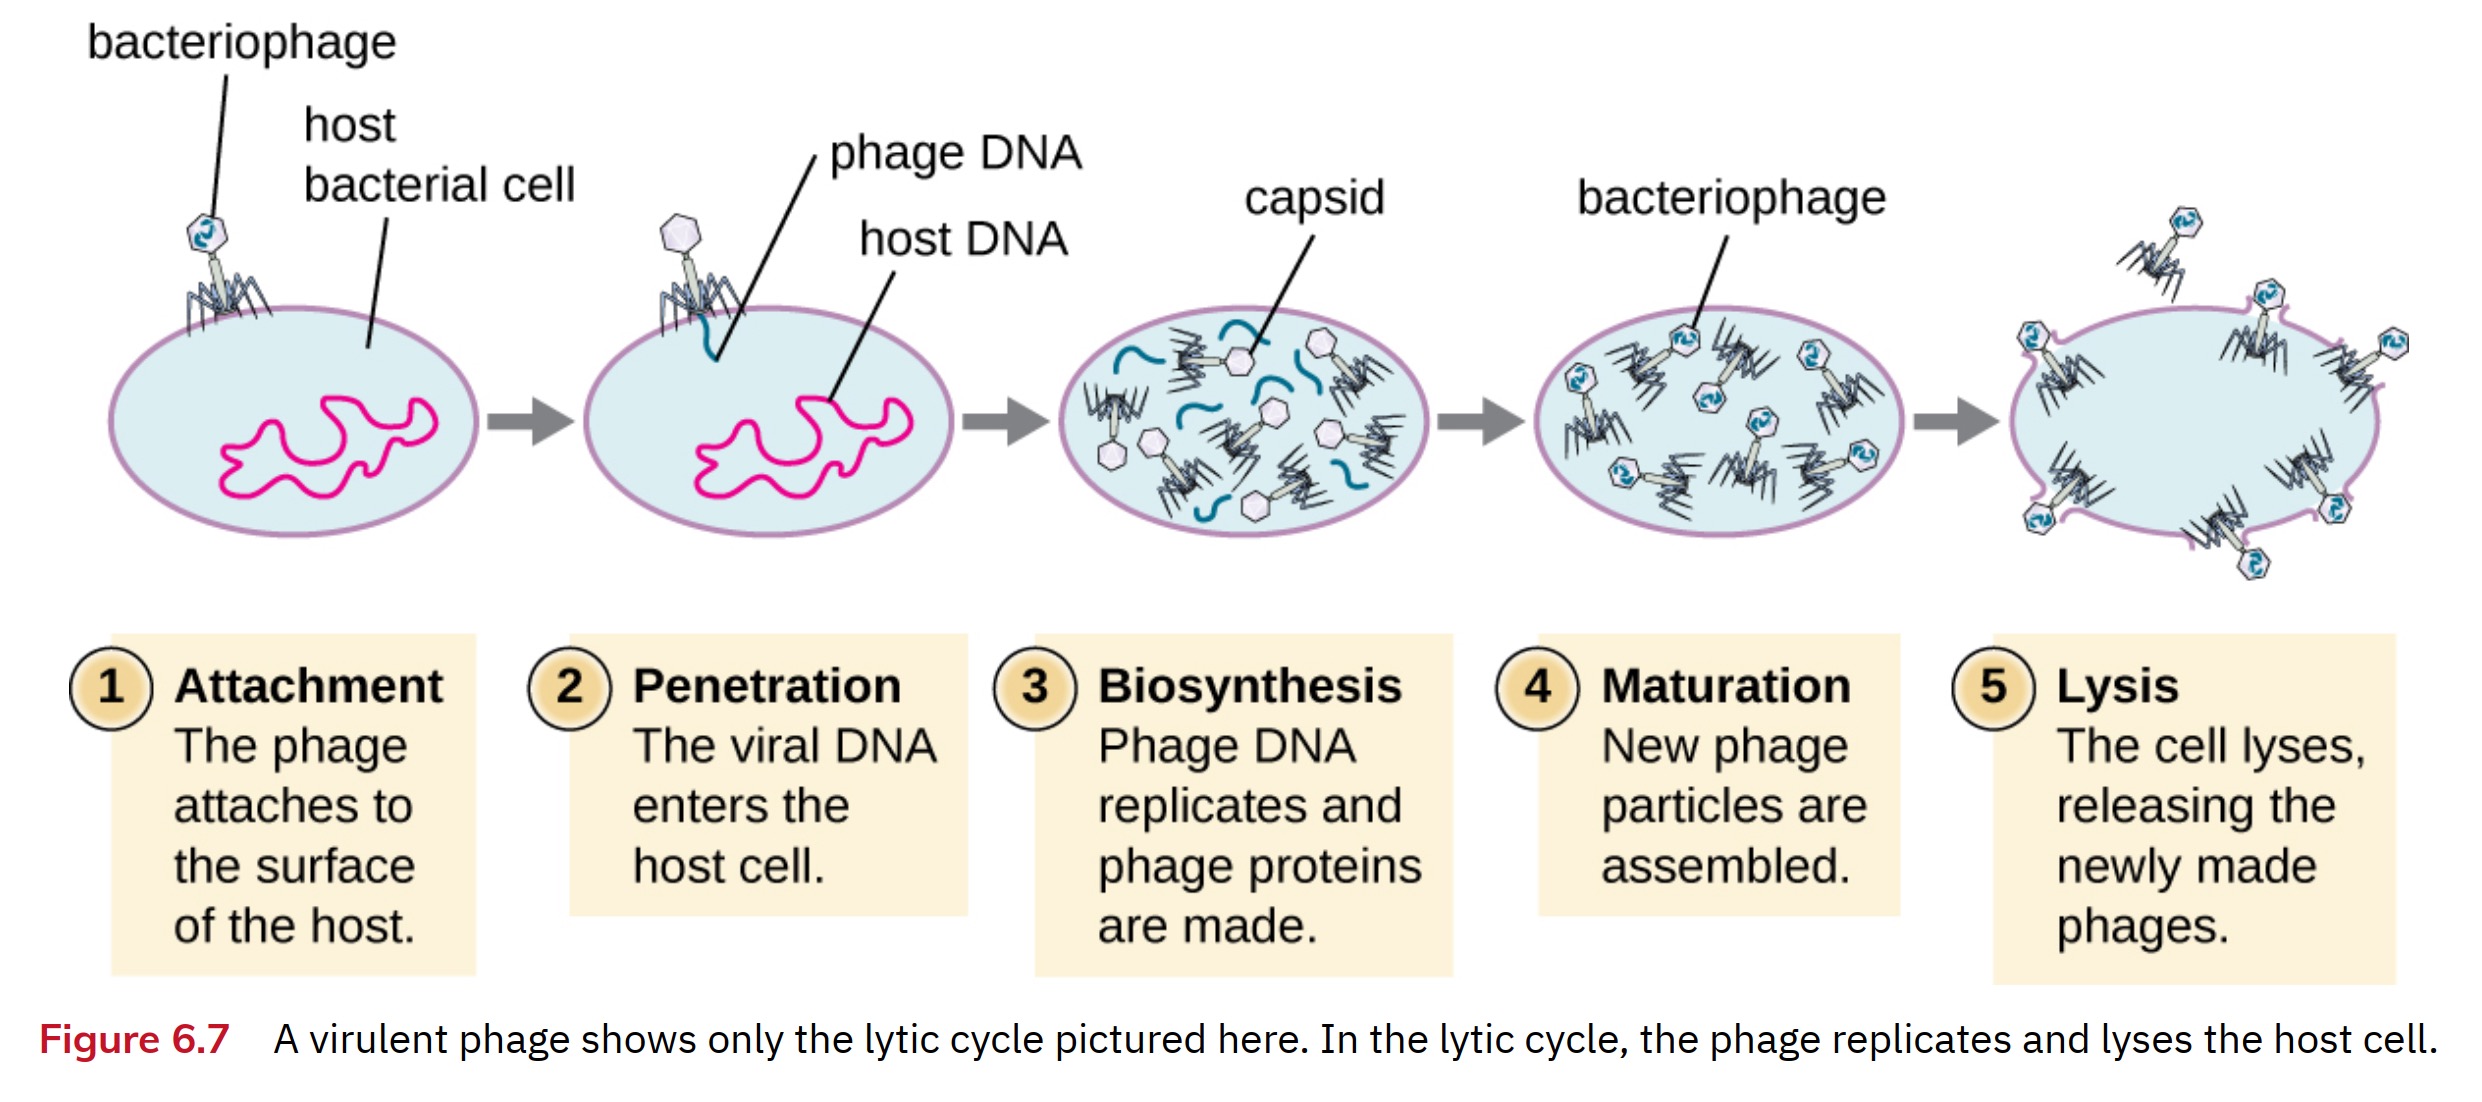 bacteriophage
host
bacterial cell
phage DNA
host DNA
capsid
bacteriophage
1 Attachment
The phage
attaches to
the surface
of the host.
2 Penetration
The viral DNA
enters the
host cell.
3 Biosynthesis
Phage DNA
replicates and
phage proteins
are made.
4 Maturation
New phage
particles are
assembled.
5 Lysis
The cell lyses,
releasing the
newly made
phages.
Figure 6.7 A virulent phage shows only the lytic cycle pictured here. In the lytic cycle, the phage replicates and lyses the host cell.